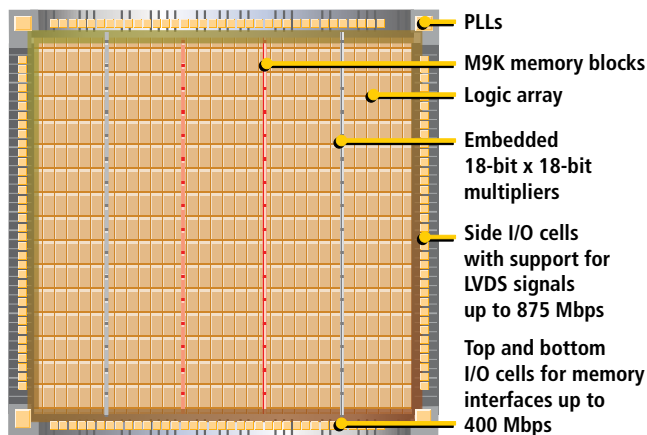 PLLs
M9K memory blocks
Logic array
Embedded
18-bit x 18-bit
multipliers
Side I/O cells
with support for
LVDS signals
up to 875 Mbps
Top and bottom
I/O cells for memory
interfaces up to
400 Mbps